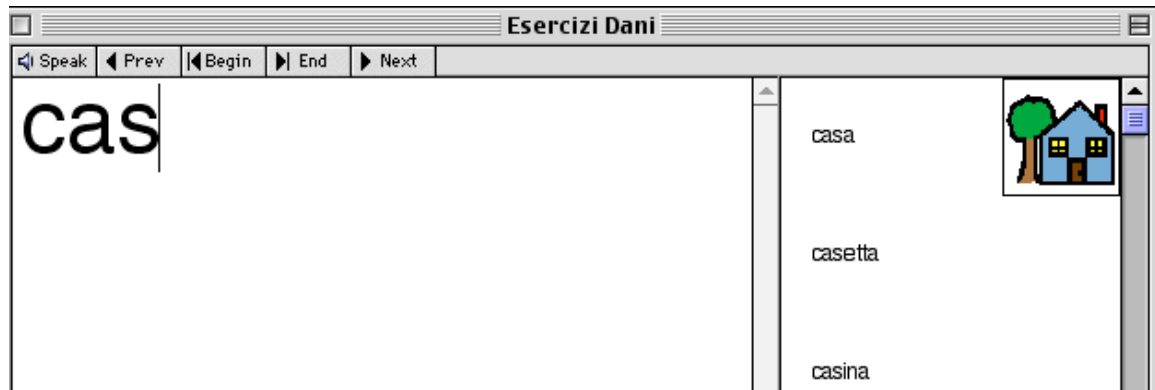 Esercizi Dani
Speak Prev Begin End Next
cas
casa
casetta
casina